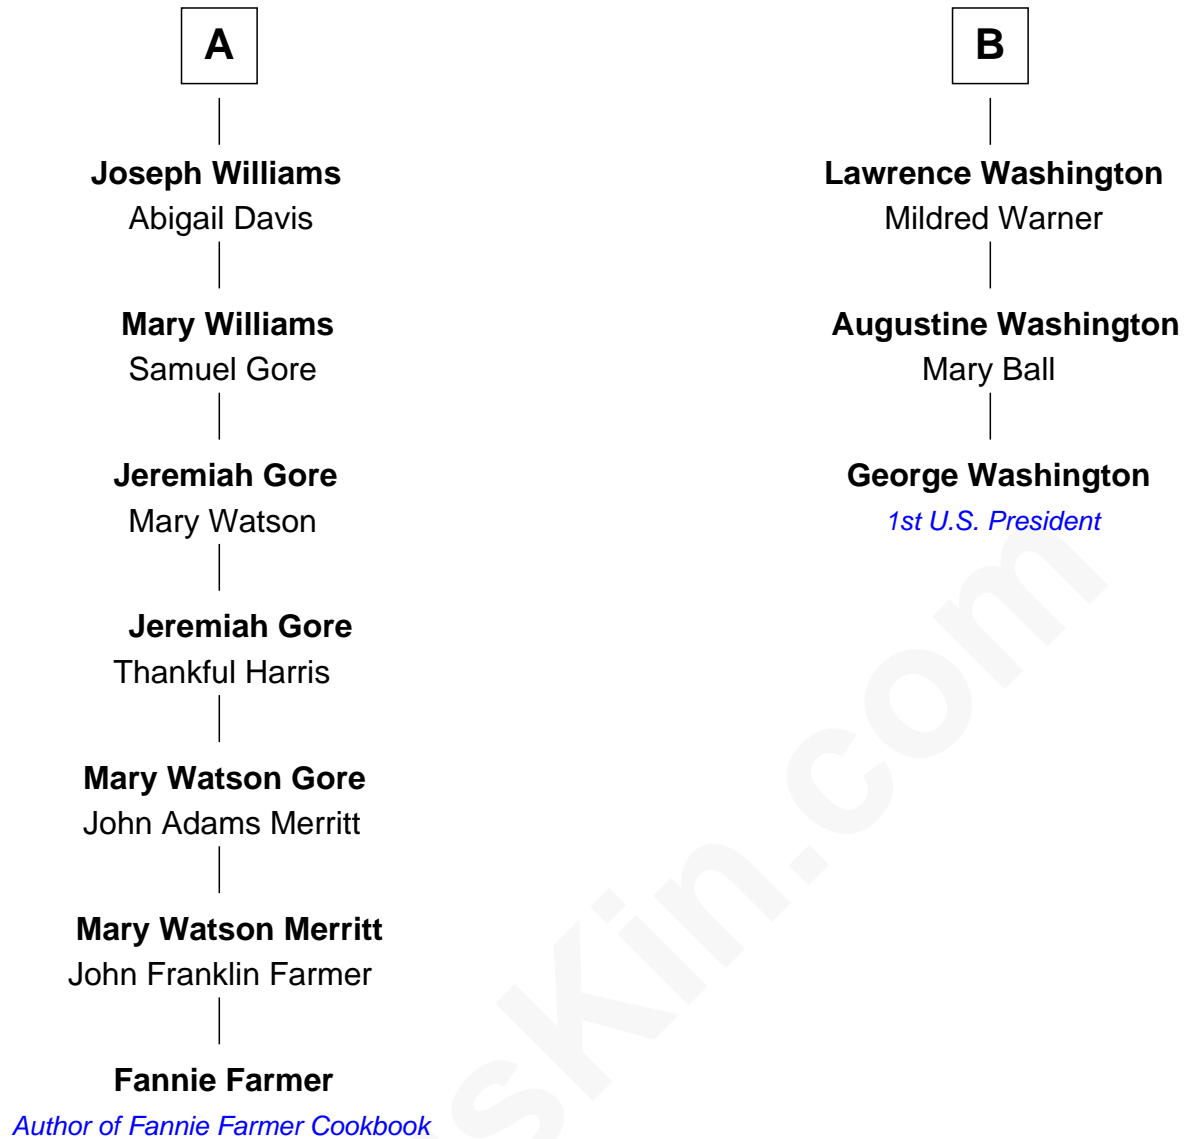 A
Joseph Williams
Abigail Davis
Mary Williams
Samuel Gore
Jeremiah Gore
Mary Watson
Jeremiah Gore
Thankful Harris
Mary Watson Gore
John Adams Merritt
Mary Watson Merritt
John Franklin Farmer
Fannie Farmer
Author of Fannie Farmer Cookbook
B
Lawrence Washington
Mildred Warner
Augustine Washington
Mary Ball
George Washington
1st U.S. President
sKin.com